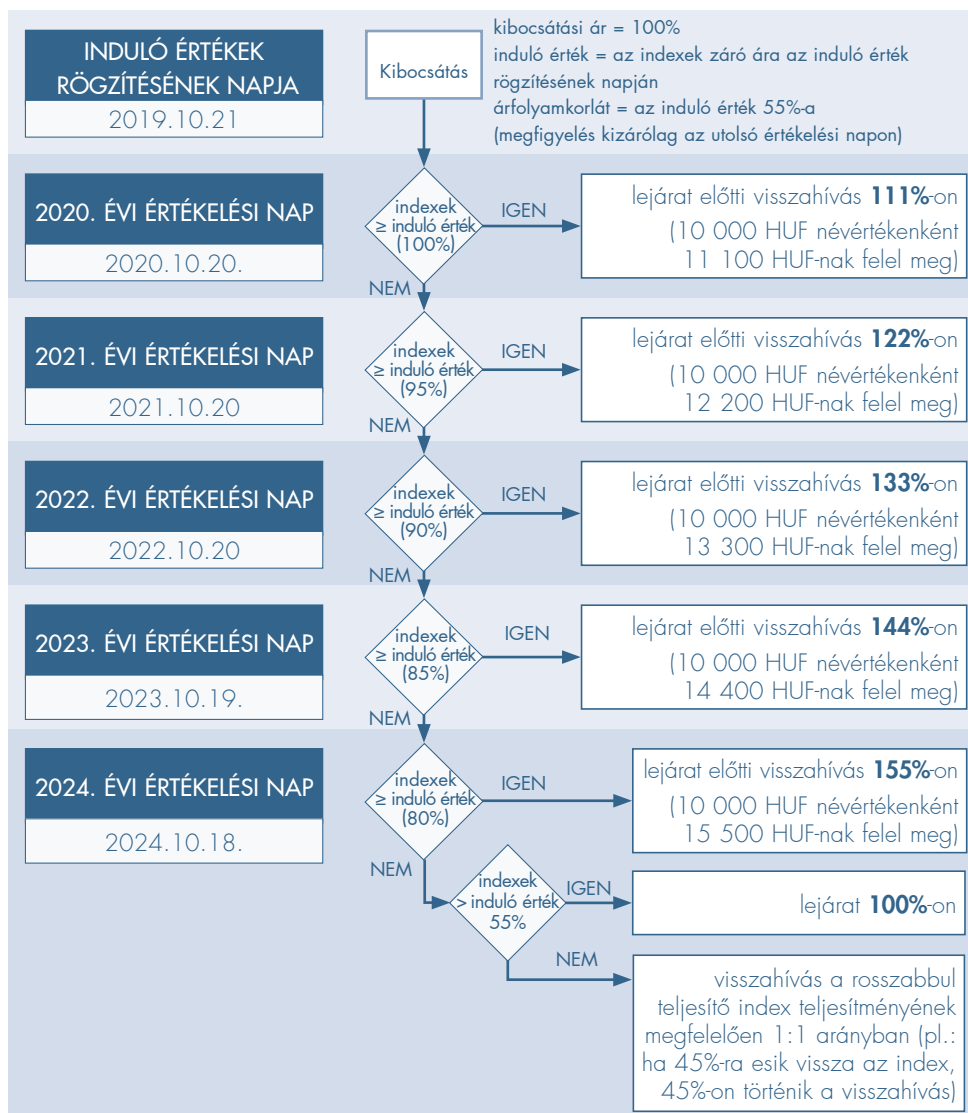 INDULÓ ÉRTÉKEK
RÖGZÍTÉSÉNEK NAPJA
2019.10.21
Kibocsátás
kibocsátási ár = 100%
induló érték = az indexek záró ára az induló érték
rögzítésének napján
árfolyamkorlát = az induló érték 55%-a
(megfigyelés kizárólag az utolsó értékelési napon)
2020. ÉVI ÉRTÉKELÉSI NAP
2020.10.20.
indexek
≥ induló érték
(100%)
IGEN
NEM
lejárat előtti visszahívás 111%-on
(10 000 HUF névértékenként
11 100 HUF-nak felel meg)
2021. ÉVI ÉRTÉKELÉSI NAP
2021.10.20
indexek
≥ induló érték
(95%)
IGEN
NEM
lejárat előtti visszahívás 122%-on
(10 000 HUF névértékenként
12 200 HUF-nak felel meg)
2022. ÉVI ÉRTÉKELÉSI NAP
2022.10.20
indexek
≥ induló érték
(90%)
IGEN
NEM
lejárat előtti visszahívás 133%-on
(10 000 HUF névértékenként
13 300 HUF-nak felel meg)
2023. ÉVI ÉRTÉKELÉSI NAP
2023.10.19.
indexek
≥ induló érték
(85%)
IGEN
NEM
lejárat előtti visszahívás 144%-on
(10 000 HUF névértékenként
14 400 HUF-nak felel meg)
2024. ÉVI ÉRTÉKELÉSI NAP
2024.10.18.
indexek
≥ induló érték
(80%)
IGEN
NEM
lejárat előtti visszahívás 155%-on
(10 000 HUF névértékenként
15 500 HUF-nak felel meg)
indexek
> induló érték
55%
IGEN
NEM
lejárat 100%-on
visszahívás a rosszabbul
teljesítő index teljesítményének
megfelelően 1:1 arányban (pl.:
ha 45%-ra esik vissza az index,
45%-on történik a visszahívás)